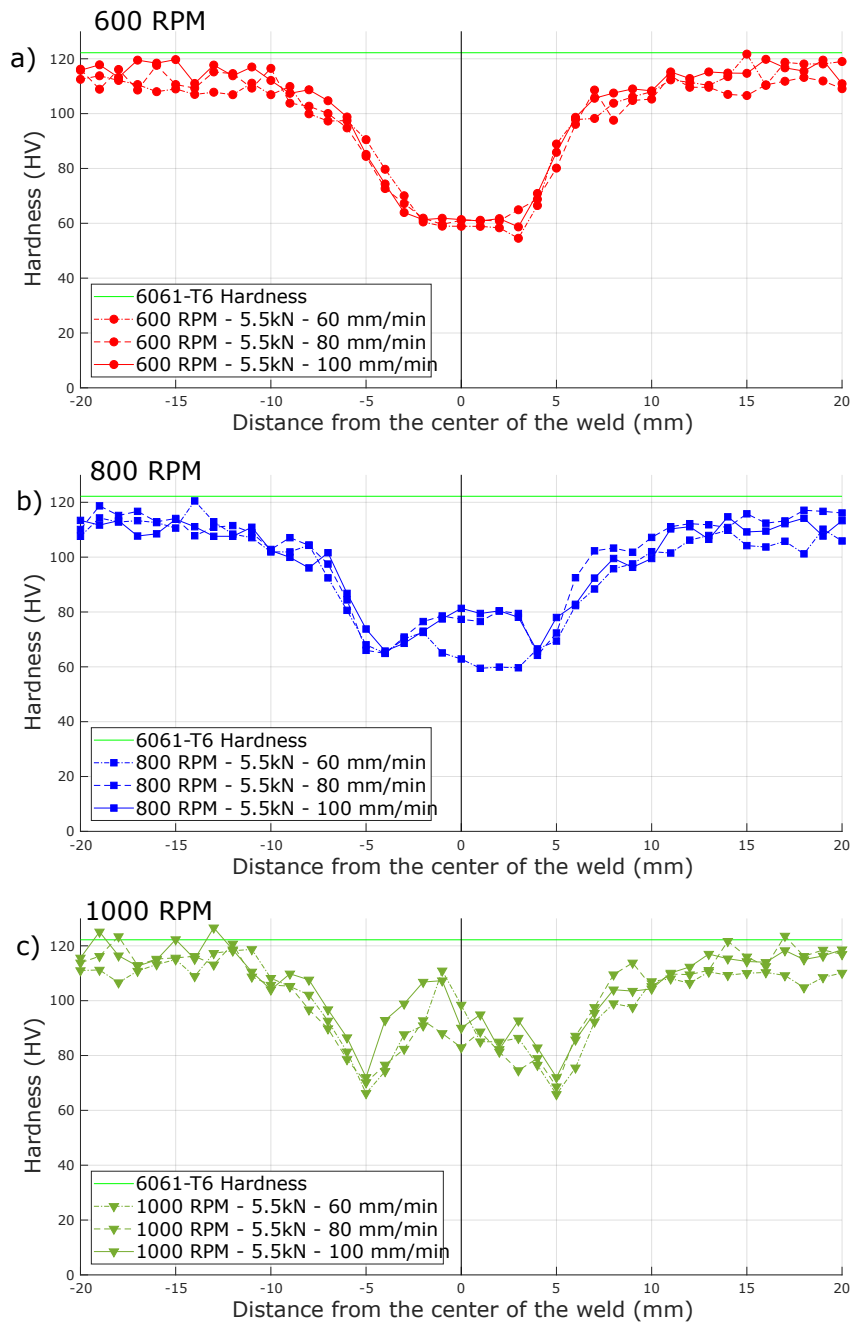 600 RPM
a)
120
100
80
60
40
20
0
Hardness (HV)
6061-T6 Hardness
600 RPM - 5.5kN - 60 mm/min
600 RPM - 5.5kN - 80 mm/min
600 RPM - 5.5kN - 100 mm/min
-20 -15 -10 -5 0 5 10 15 20
Distance from the center of the weld (mm)
800 RPM
b)
120
100
80
60
40
20
0
Hardness (HV)
6061-T6 Hardness
800 RPM - 5.5kN - 60 mm/min
800 RPM - 5.5kN - 80 mm/min
800 RPM - 5.5kN - 100 mm/min
-20 -15 -10 -5 0 5 10 15 20
Distance from the center of the weld (mm)
1000 RPM
c)
120
100
80
60
40
20
0
Hardness (HV)
6061-T6 Hardness
1000 RPM - 5.5kN - 60 mm/min
1000 RPM - 5.5kN - 80 mm/min
1000 RPM - 5.5kN - 100 mm/min
-20 -15 -10 -5 0 5 10 15 20
Distance from the center of the weld (mm)